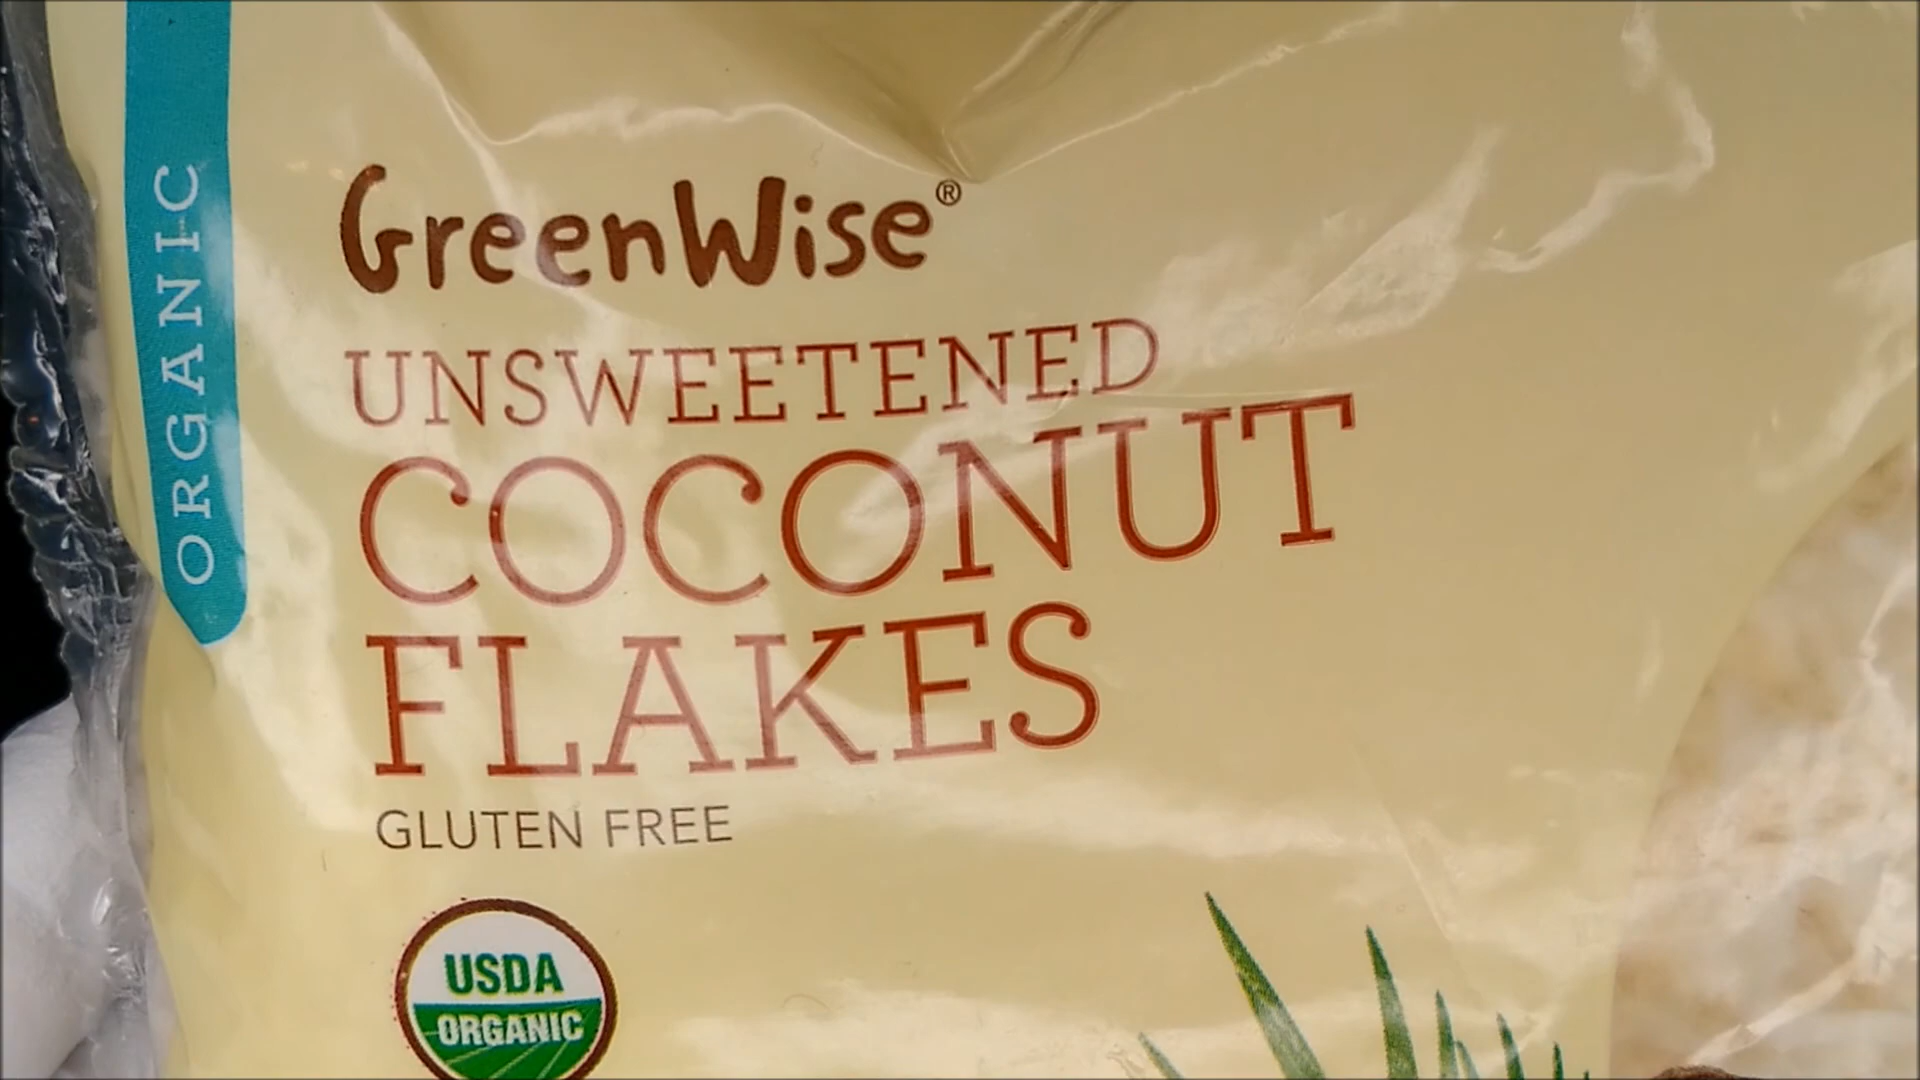 ORGANIC
GreenWise®
UNSWEETENED
COCONUT
FLAKES
GLUTEN FREE
USDA
ORGANIC